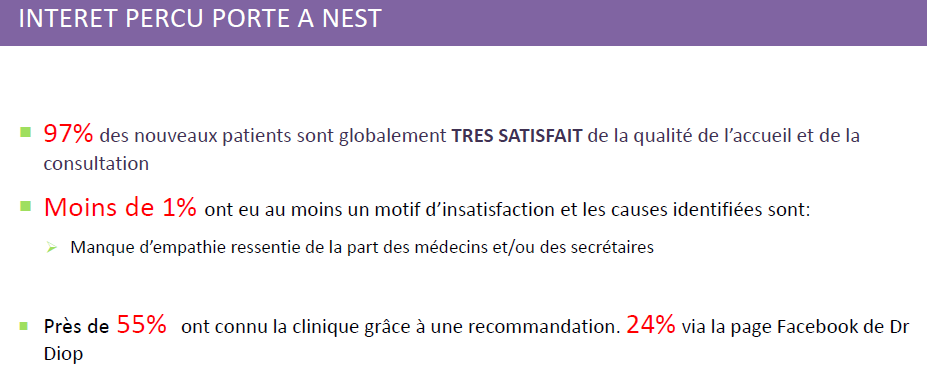 INTERET PERCU PORTE A NEST
97% des nouveaux patients sont globalement TRES SATISFAIT de la qualité de l’accueil et de la
consultation
Moins de 1% ont eu au moins un motif d’insatisfaction et les causes identifiées sont:
Manque d’empathie ressentie de la part des médecins et/ou des secrétaires
Près de 55% ont connu la clinique grâce à une recommandation. 24% via la page Facebook de Dr
Diop